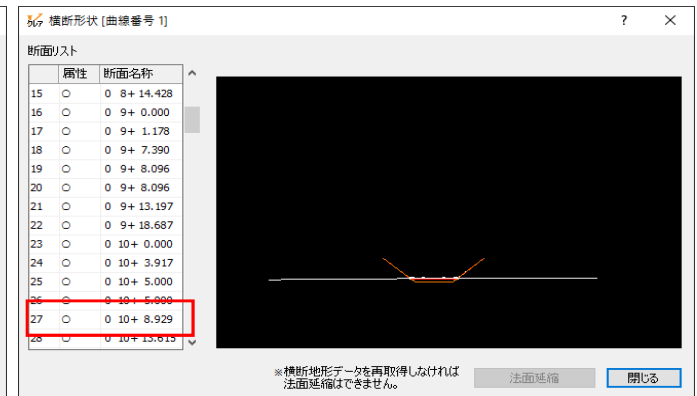 横断形状 [曲線番号 1]
? ×
断面リスト
属性 断面名称
15 ○ 0 8+ 14.428
16 ○ 0 9+ 0.000
17 ○ 0 9+ 1.178
18 ○ 0 9+ 7.390
19 ○ 0 9+ 8.096
20 ○ 0 9+ 8.096
21 ○ 0 9+ 13.197
22 ○ 0 9+ 18.687
23 ○ 0 10+ 0.000
24 ○ 0 10+ 3.917
25 ○ 0 10+ 5.000
26 ○ 0 10+ 5.000
27 ○ 0 10+ 8.929
28 ○ 0 10+ 13.615
※横断地形データを再取得しなければ
法面延縮はできません。
法面延縮
閉じる